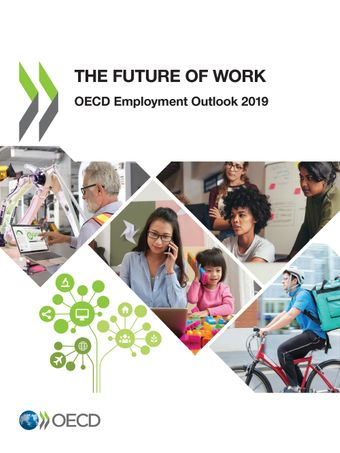 THE FUTURE OF WORK
OECD Employment Outlook 2019
OECD